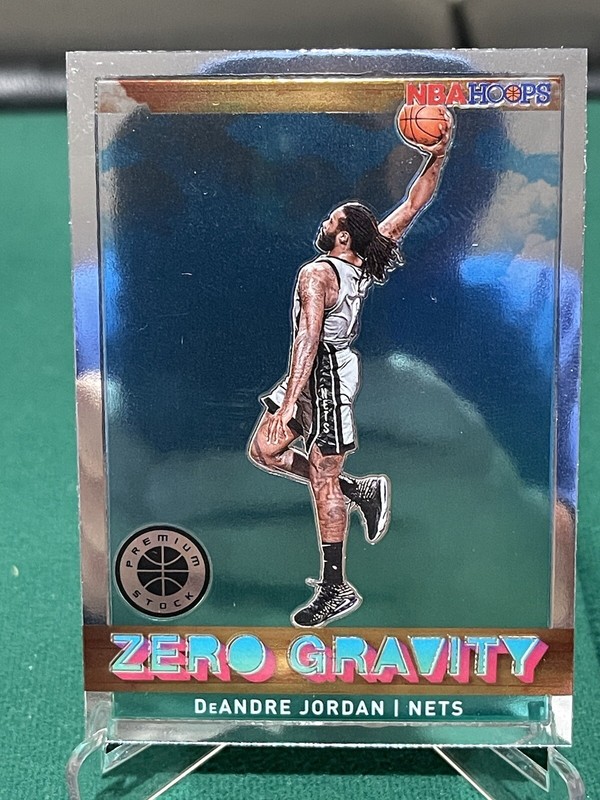 NBA HOOPS
NETS
PREMIUM
STOCK
ZERO GRAVITY
DeANDRE JORDAN | NETS